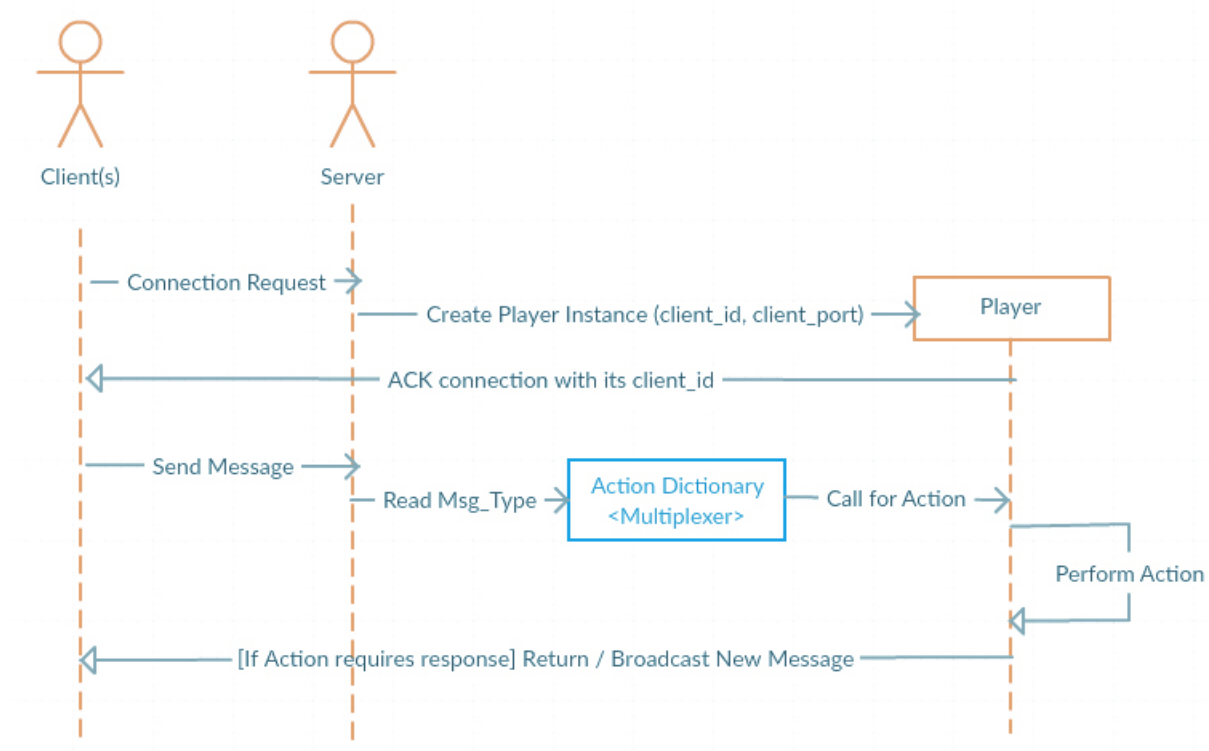 Client(s)
Server
Connection Request
Create Player Instance (client_id, client_port)
Player
ACK connection with its client_id
Send Message
Read Msg_Type
Action Dictionary
<Multiplexer>
Call for Action
Perform Action
[If Action requires response] Return / Broadcast New Message